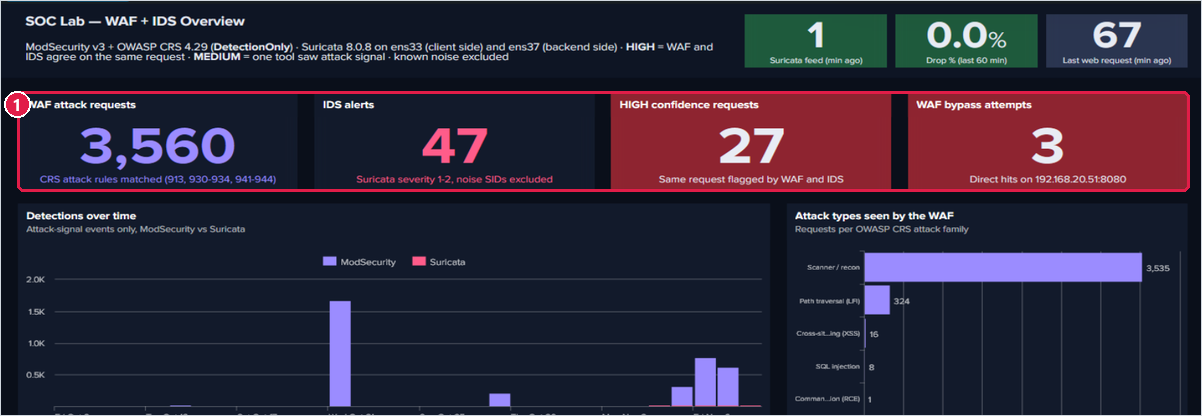 SOC Lab — WAF + IDS Overview
ModSecurity v3 + OWASP CRS 4.29 (DetectionOnly) · Suricata 8.0.8 on ens33 (client side) and ens37 (backend side) · HIGH = WAF and
IDS agree on the same request · MEDIUM = one tool saw attack signal · known noise excluded
1
Suricata feed (min ago)
0.0%
Drop % (last 60 min)
67
Last web request (min ago)
1
WAF attack requests
3,560
CRS attack rules matched (913, 930-934, 941-944)
IDS alerts
47
Suricata severity 1-2, noise SIDs excluded
HIGH confidence requests
27
Same request flagged by WAF and IDS
WAF bypass attempts
3
Direct hits on 192.168.20.51:8080
Detections over time
Attack-signal events only, ModSecurity vs Suricata
ModSecurity
Suricata
2.0K
1.5K
1.0K
0.5K
Attack types seen by the WAF
Requests per OWASP CRS attack family
Scanner / recon
3,535
Path traversal (LFI)
324
Cross-sit...ing (XSS)
16
SQL injection
8
Comman...ion (RCE)
1